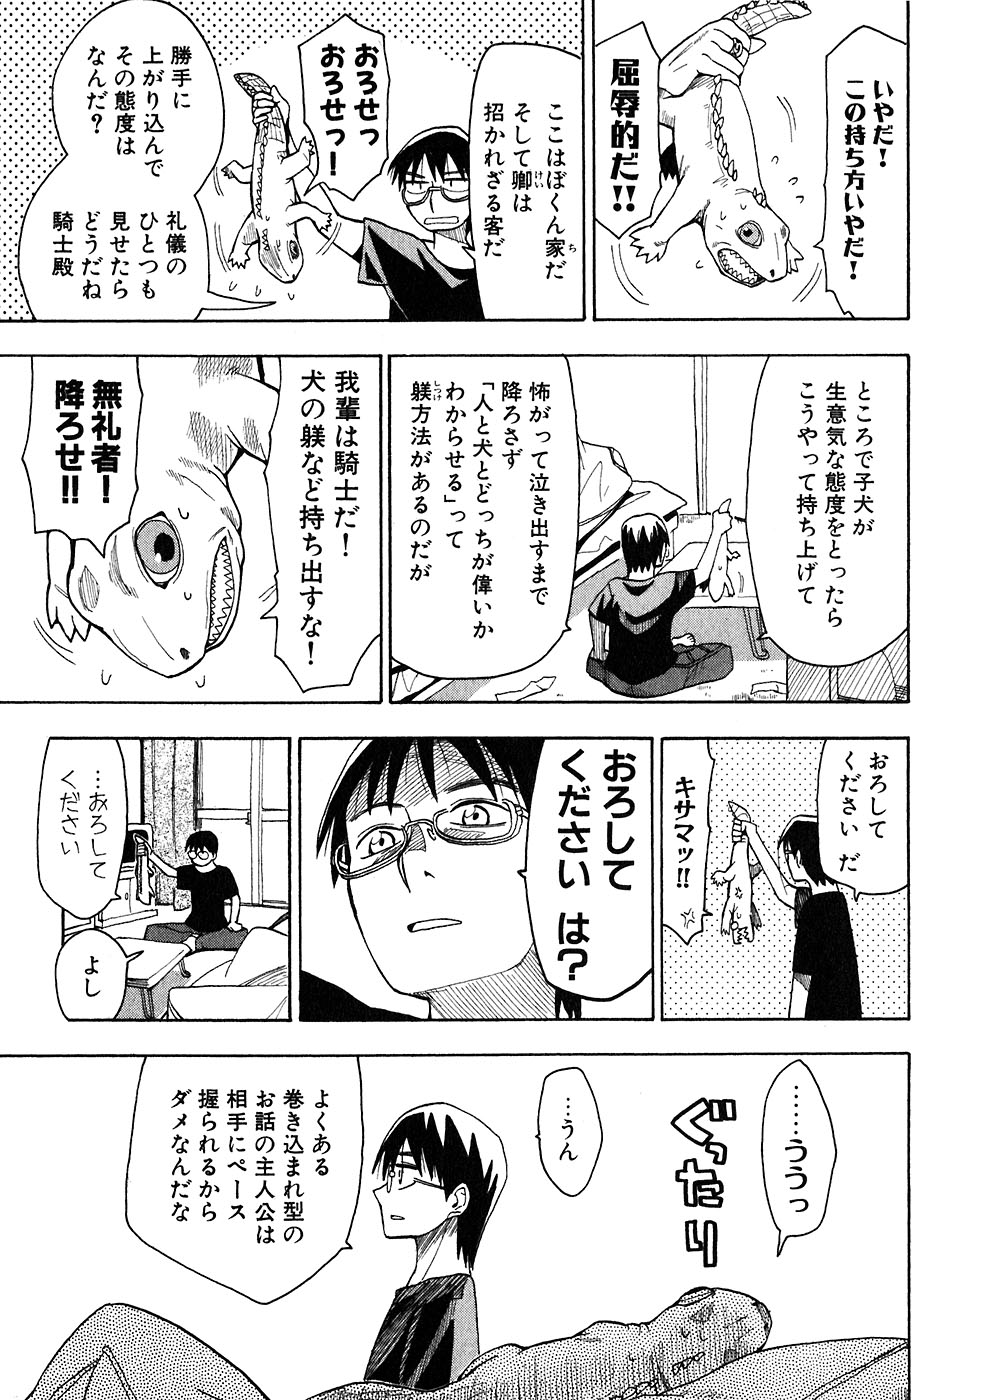 いやだ！
この持ち方いやだ！
屈辱的だ!!
ここはぼくん家だ
ち
そして卿は
けい
招かれざる客だ
おろせっ
おろせっ！
勝手に
上がり込んで
その態度は
なんだ？
礼儀の
ひとつも
見せたら
どうだね
騎士殿
ところで子犬が
生意気な態度をとったら
こうやって持ち上げて
怖がって泣き出すまで
降ろさず
「人と犬とどっちが偉いか
わからせる」って
躾方法があるのだが
しつけ
我輩は騎士だ！
犬の躾など持ち出すな！
無礼者！
降ろせ!!
おろして
ください だ
キサマッ!!
おろして
ください は？
…おろして
ください
よし
……ううっ
ぐったり
…うん
よくある
巻き込まれ型の
お話の主人公は
相手にペース
握られるから
ダメなんだな